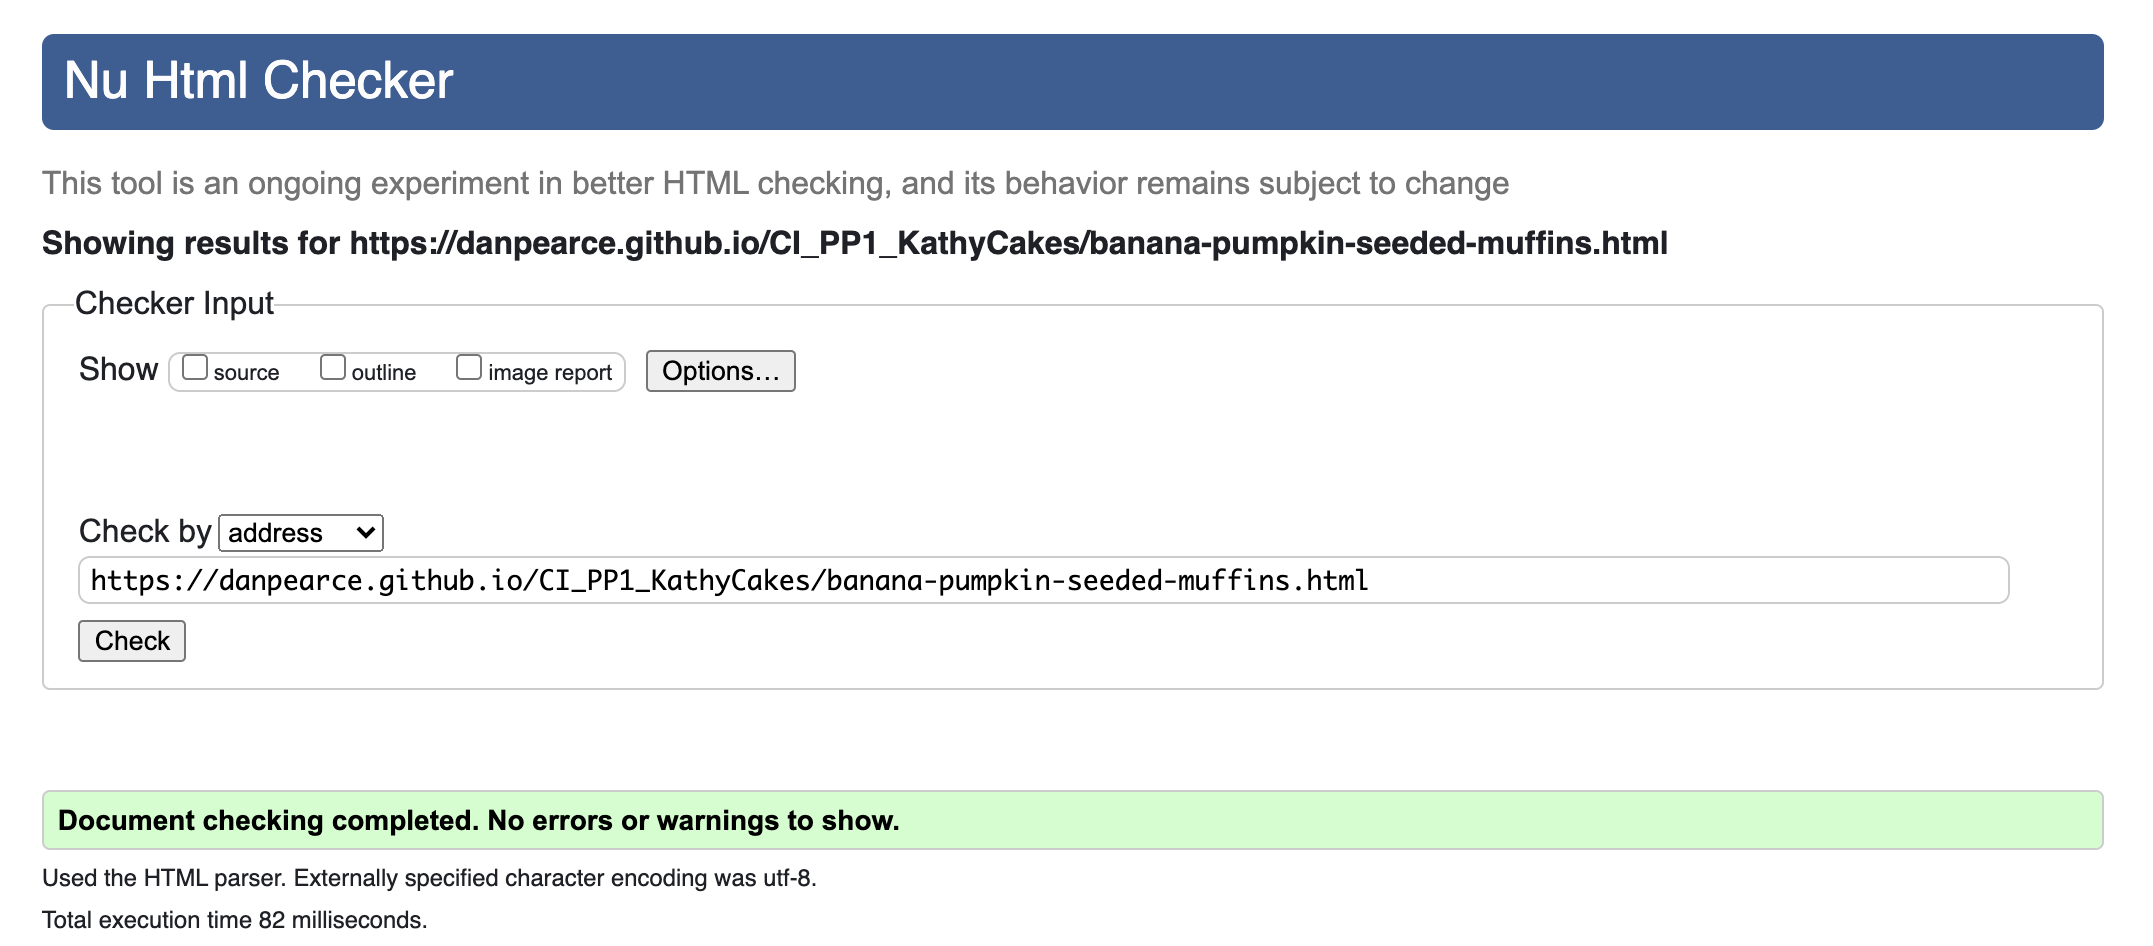 Nu Html Checker
This tool is an ongoing experiment in better HTML checking, and its behavior remains subject to change
Showing results for https://danpearce.github.io/CI_PP1_KathyCakes/banana-pumpkin-seeded-muffins.html
Checker Input
Show source outline image report Options...
Check by address
https://danpearce.github.io/CI_PP1_KathyCakes/banana-pumpkin-seeded-muffins.html
Check
Document checking completed. No errors or warnings to show.
Used the HTML parser. Externally specified character encoding was utf-8.
Total execution time 82 milliseconds.